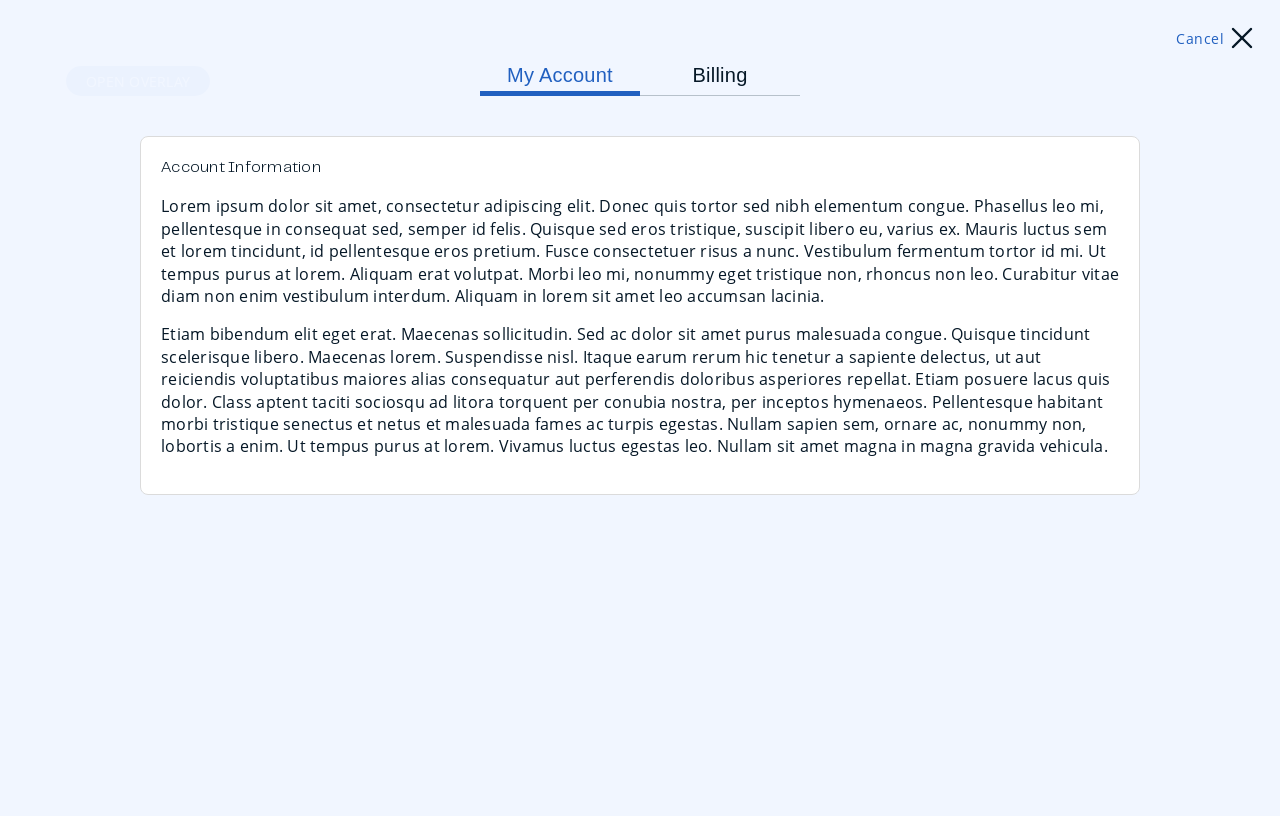 Cancel
OPEN OVERLAY
My Account
Billing
Account Information
Lorem ipsum dolor sit amet, consectetur adipiscing elit. Donec quis tortor sed nibh elementum congue. Phasellus leo mi,
pellentesque in consequat sed, semper id felis. Quisque sed eros tristique, suscipit libero eu, varius ex. Mauris luctus sem
et lorem tincidunt, id pellentesque eros pretium. Fusce consectetuer risus a nunc. Vestibulum fermentum tortor id mi. Ut
tempus purus at lorem. Aliquam erat volutpat. Morbi leo mi, nonummy eget tristique non, rhoncus non leo. Curabitur vitae
diam non enim vestibulum interdum. Aliquam in lorem sit amet leo accumsan lacinia.
Etiam bibendum elit eget erat. Maecenas sollicitudin. Sed ac dolor sit amet purus malesuada congue. Quisque tincidunt
scelerisque libero. Maecenas lorem. Suspendisse nisl. Itaque earum rerum hic tenetur a sapiente delectus, ut aut
reiciendis voluptatibus maiores alias consequatur aut perferendis doloribus asperiores repellat. Etiam posuere lacus quis
dolor. Class aptent taciti sociosqu ad litora torquent per conubia nostra, per inceptos hymenaeos. Pellentesque habitant
morbi tristique senectus et netus et malesuada fames ac turpis egestas. Nullam sapien sem, ornare ac, nonummy non,
lobortis a enim. Ut tempus purus at lorem. Vivamus luctus egestas leo. Nullam sit amet magna in magna gravida vehicula.